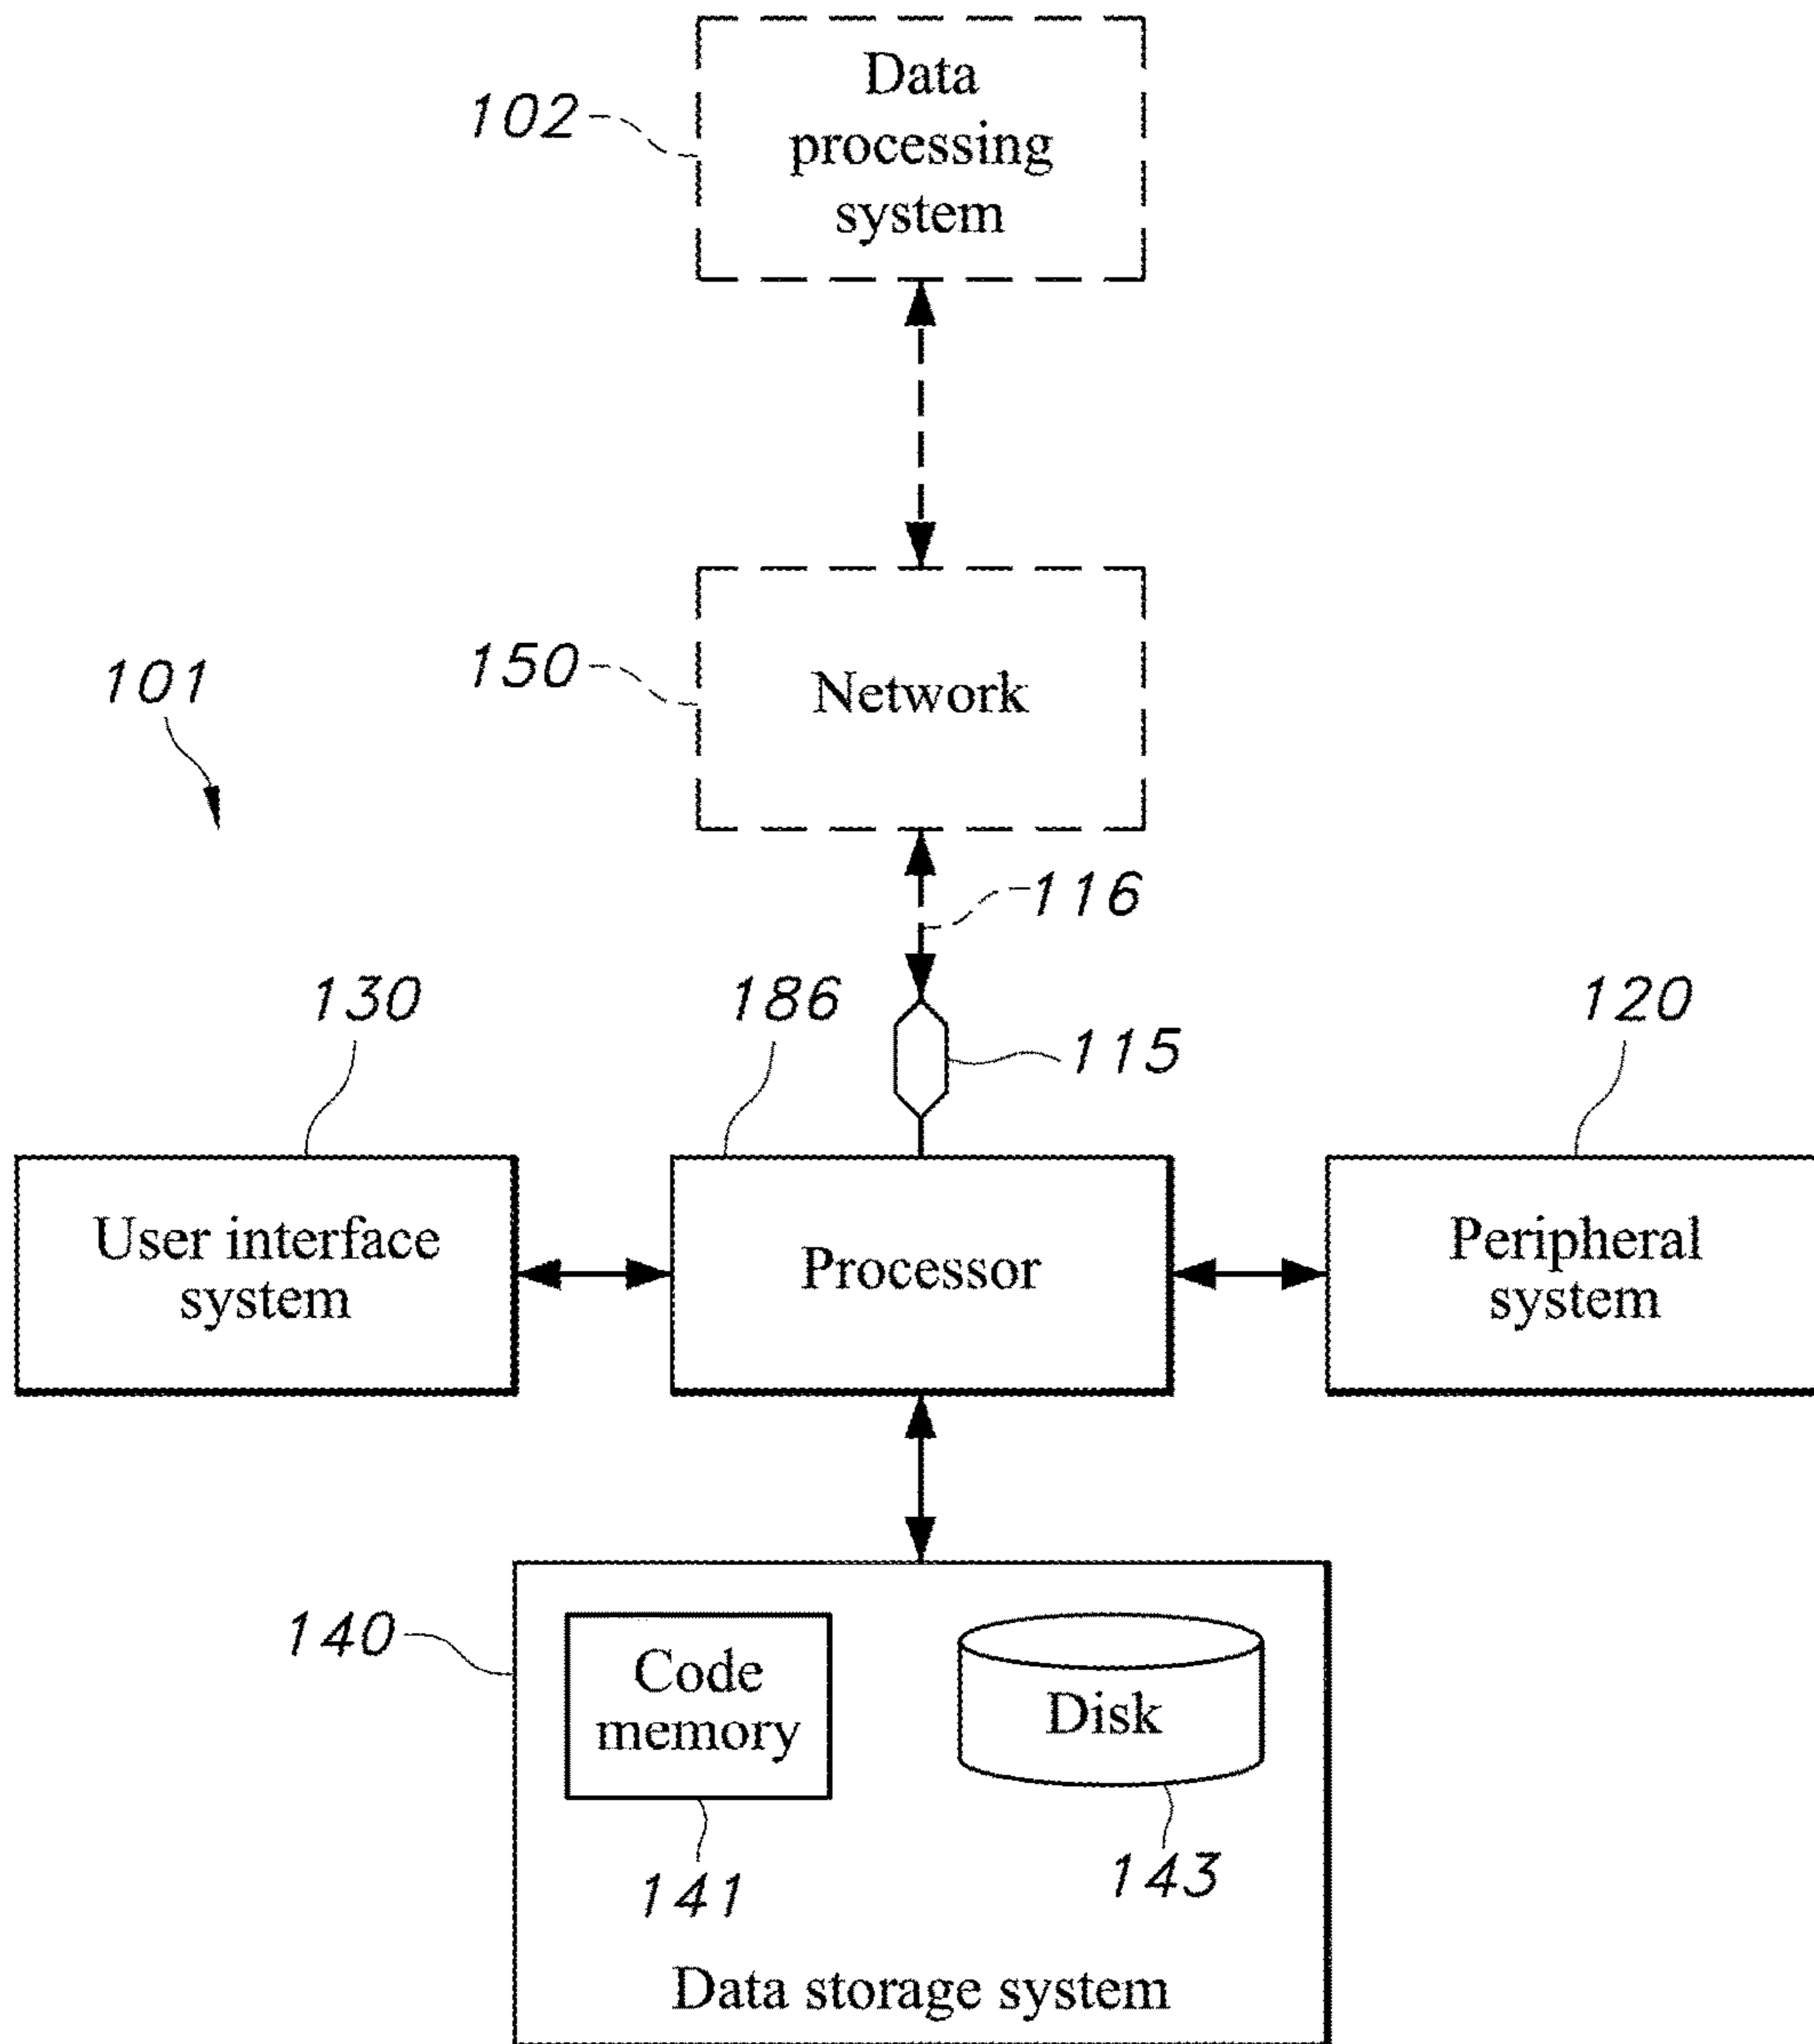 Data
102
processing
system
150
Network
101
116
130
186
120
115
User interface
system
Processor
Peripheral
system
140
Code
memory
Disk
141
143
Data storage system